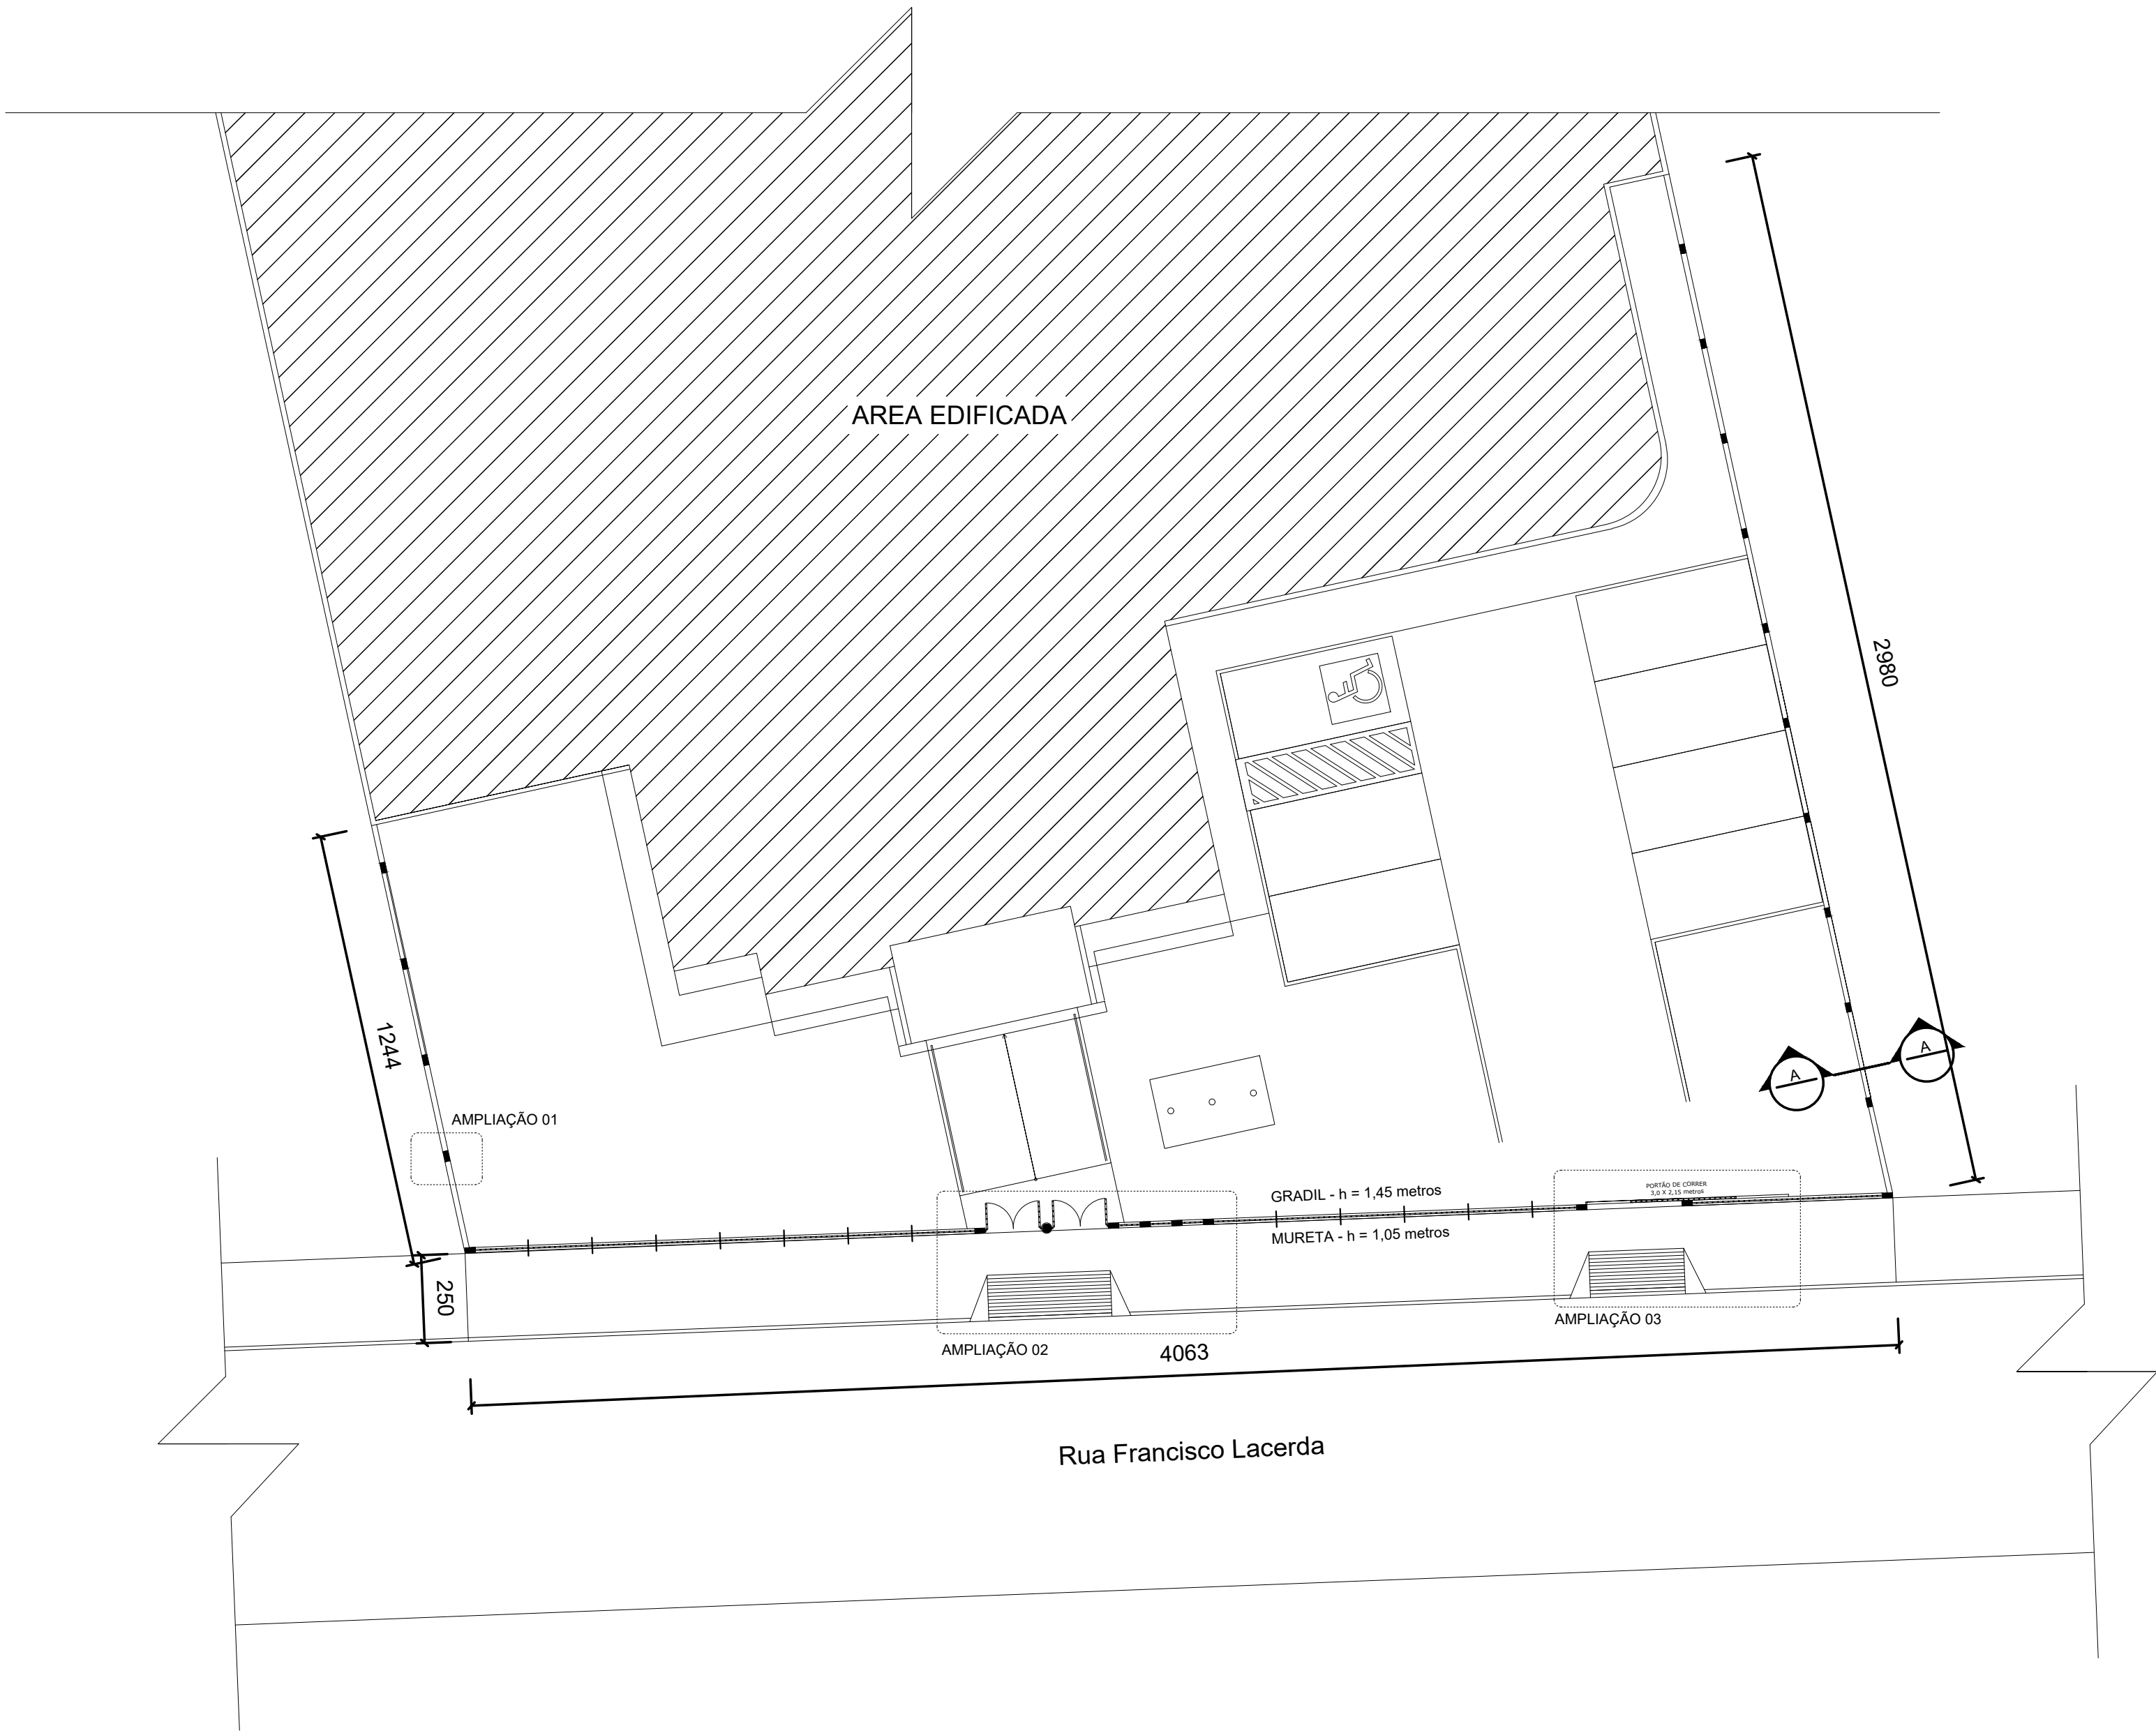 AREA EDIFICADA
2980
1244
A
A
AMPLIAÇÃO 01
PORTÃO DE CORRER
3,0 X 2,15 metros
GRADIL - h = 1,45 metros
MURETA - h = 1,05 metros
250
AMPLIAÇÃO 03
AMPLIAÇÃO 02
4063
Rua Francisco Lacerda